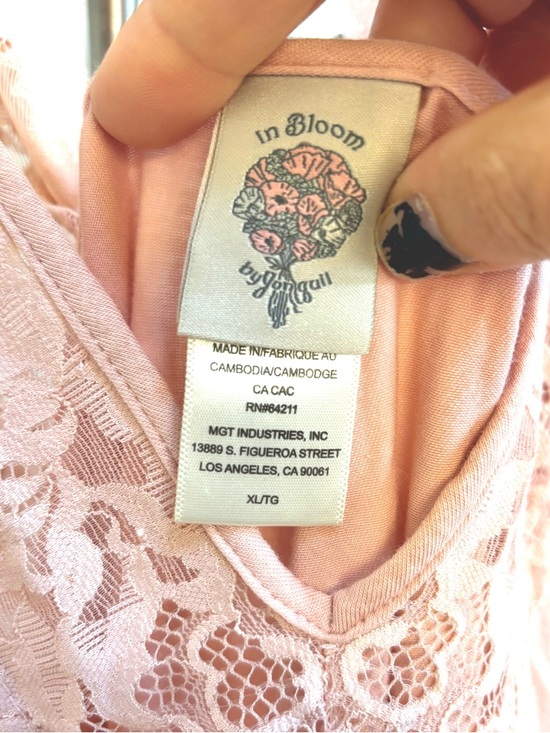 in Bloom
by Jonquil
MADE IN/FABRIQUE AU
CAMBODIA/CAMBODGE
CA CAC
RN#64211
MGT INDUSTRIES, INC
13889 S. FIGUEROA STREET
LOS ANGELES, CA 90061
XL/TG